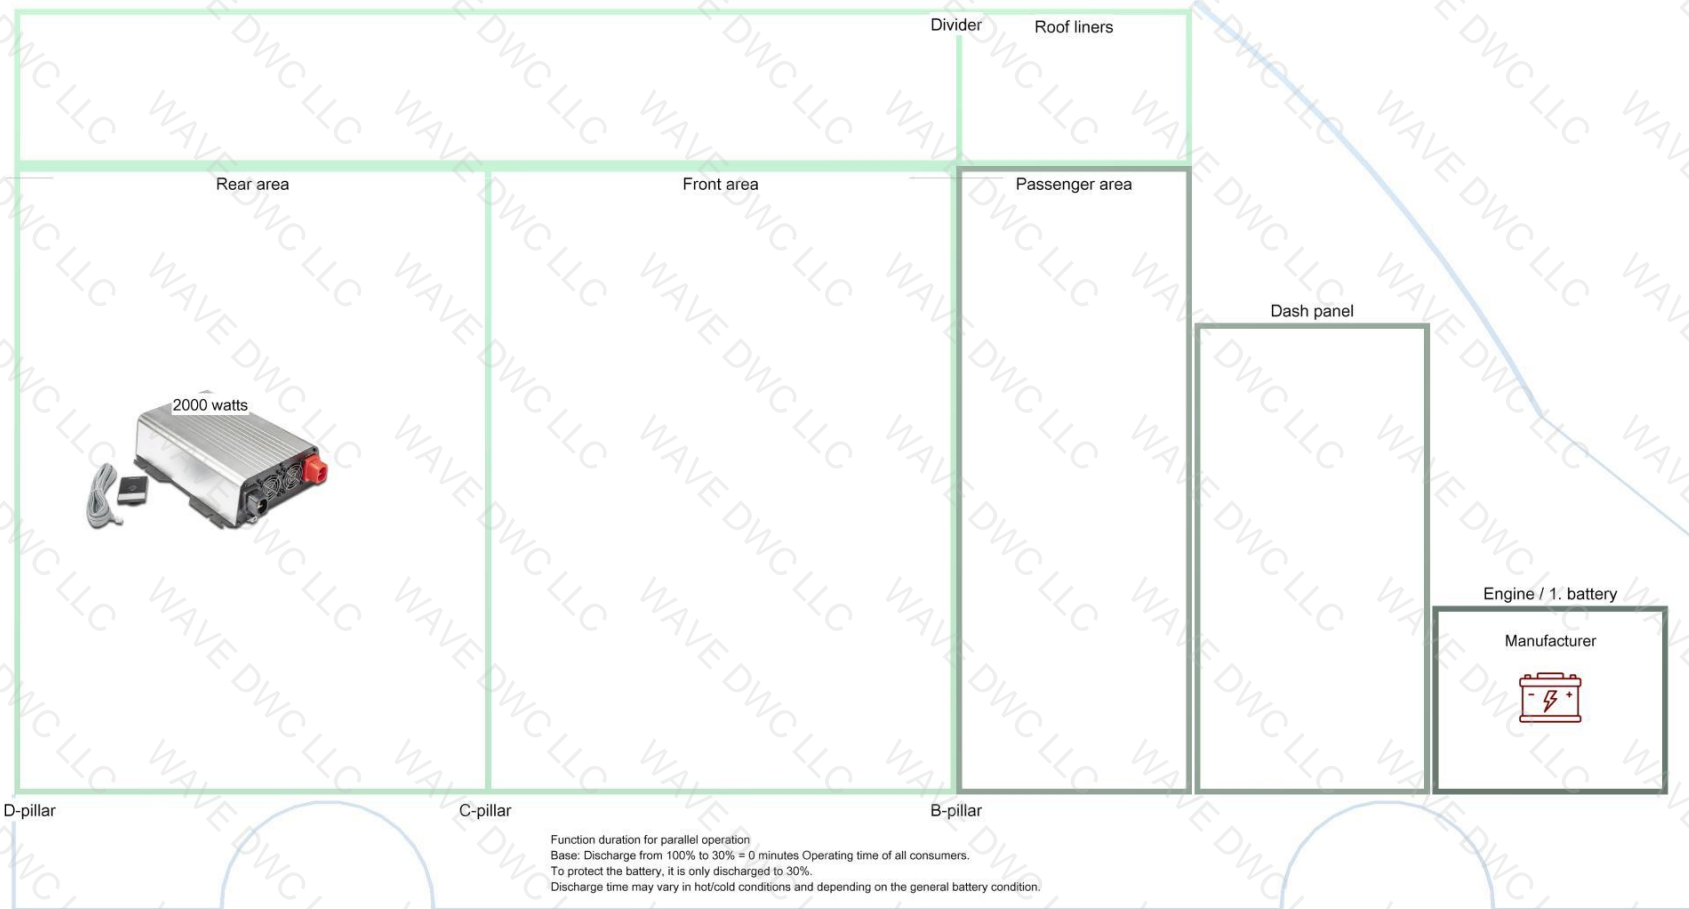 Divider
Roof liners
Rear area
Front area
Passenger area
Dash panel
2000 watts
Engine / 1. battery
Manufacturer
D-pillar
C-pillar
B-pillar
Function duration for parallel operation
Base: Discharge from 100% to 30% = 0 minutes Operating time of all consumers.
To protect the battery, it is only discharged to 30%.
Discharge time may vary in hot/cold conditions and depending on the general battery condition.
WAVE DWC LLC